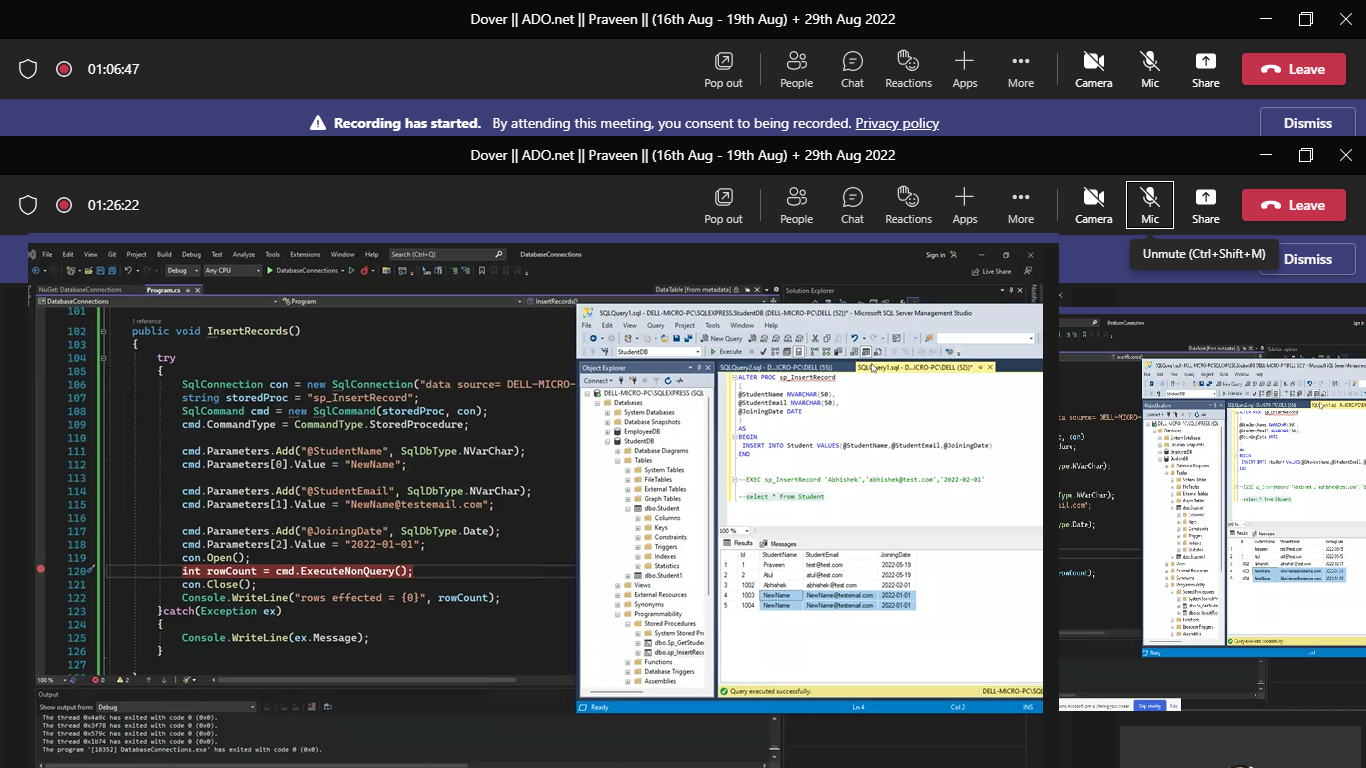 Dover || ADO.net || Praveen || (16th Aug - 19th Aug) + 29th Aug 2022
01:06:47
Pop out People Chat Reactions Apps More Camera Mic Share Leave
Recording has started. By attending this meeting, you consent to being recorded. Privacy policy Dismiss
Dover || ADO.net || Praveen || (16th Aug - 19th Aug) + 29th Aug 2022
01:26:22
Pop out People Chat Reactions Apps More Camera Mic Share Leave
Unmute (Ctrl+Shift+M) Dismiss
File Edit View Git Project Build Debug Test Analyze Tools Extensions Window Help Search (Ctrl+Q) DatabaseConnections Sign in
Debug Any CPU DatabaseConnections Live Share
NuGet: DatabaseConnections Program.cs DataTable [from metadata] Solution Explorer
DatabaseConnections Program InsertRecords()
101
1 reference
102 public void InsertRecords()
103 {
104 try
105 {
106 SqlConnection con = new SqlConnection("data source= DELL-MICRO-
107 string storedProc = "sp_InsertRecord";
108 SqlCommand cmd = new SqlCommand(storedProc, con);
109 cmd.CommandType = CommandType.StoredProcedure;
110
111 cmd.Parameters.Add("@StudentName", SqlDbType.NVarChar);
112 cmd.Parameters[0].Value = "NewName";
113
114 cmd.Parameters.Add("@StudentEmail", SqlDbType.NVarChar);
115 cmd.Parameters[1].Value = "NewName@testemail.com";
116
117 cmd.Parameters.Add("@JoiningDate", SqlDbType.Date);
118 cmd.Parameters[2].Value = "2022-01-01";
119 con.Open();
120 int rowCount = cmd.ExecuteNonQuery();
121 con.Close();
122 Console.WriteLine("rows effected = {0}", rowCount);
123 }catch(Exception ex)
124 {
125 Console.WriteLine(ex.Message);
126 }
127
100 % 0 2
Output
Show output from: Debug
The thread 0x4a9c has exited with code 0 (0x0).
The thread 0x3f78 has exited with code 0 (0x0).
The thread 0x579c has exited with code 0 (0x0).
The thread 0x1b74 has exited with code 0 (0x0).
The program '[18352] DatabaseConnections.exe' has exited with code 0 (0x0).
SQLQuery1.sql - DELL-MICRO-PC\SQLEXPRESS.StudentDB (DELL-MICRO-PC\DELL (52))* - Microsoft SQL Server Management Studio
File Edit View Query Project Tools Window Help
New Query
StudentDB Execute
Object Explorer
Connect
DELL-MICRO-PC\SQLEXPRESS (SQL
Databases
System Databases
Database Snapshots
EmployeeDB
StudentDB
Database Diagrams
Tables
System Tables
FileTables
External Tables
Graph Tables
dbo.Student
Columns
Keys
Constraints
Triggers
Indexes
Statistics
dbo.Student1
Views
External Resources
Synonyms
Programmability
Stored Procedures
System Stored Pr
dbo.Sp_GetStude
dbo.sp_InsertRec
Functions
Database Triggers
Assemblies
SQLQuery2.sql - D...ICRO-PC\DELL (55)) SQLQuery1.sql - D...ICRO-PC\DELL (52))*
ALTER PROC sp_InsertRecord
(
@StudentName NVARCHAR(50),
@StudentEmail NVARCHAR(50),
@JoiningDate DATE
)
AS
BEGIN
INSERT INTO Student VALUES(@StudentName,@StudentEmail,@JoiningDate)
END
--EXEC sp_InsertRecord 'Abhishek','abhishek@test.com','2022-02-01'
--select * from Student
100 %
Results Messages
Id StudentName StudentEmail JoiningDate
1 1 Praveen test@test.com 2022-05-19
2 2 Atul atul@test.com 2022-05-19
3 1002 Abhishek abhishek@test.com 2022-02-01
4 1003 NewName NewName@testemail.com 2022-01-01
5 1004 NewName NewName@testemail.com 2022-01-01
Query executed successfully. DELL-MICRO-PC\SQL
Ready Ln 4 Col 2 INS